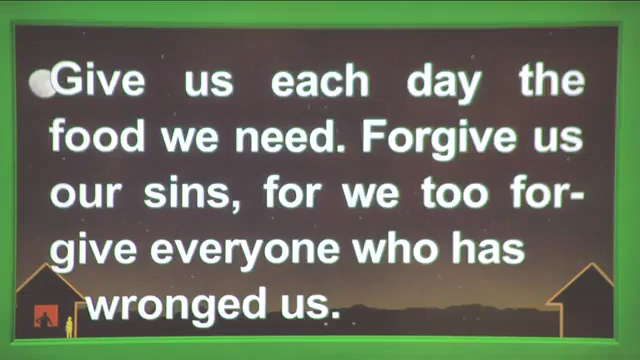 Give us each day the
food we need. Forgive us
our sins, for we too for-
give everyone who has
wronged us.